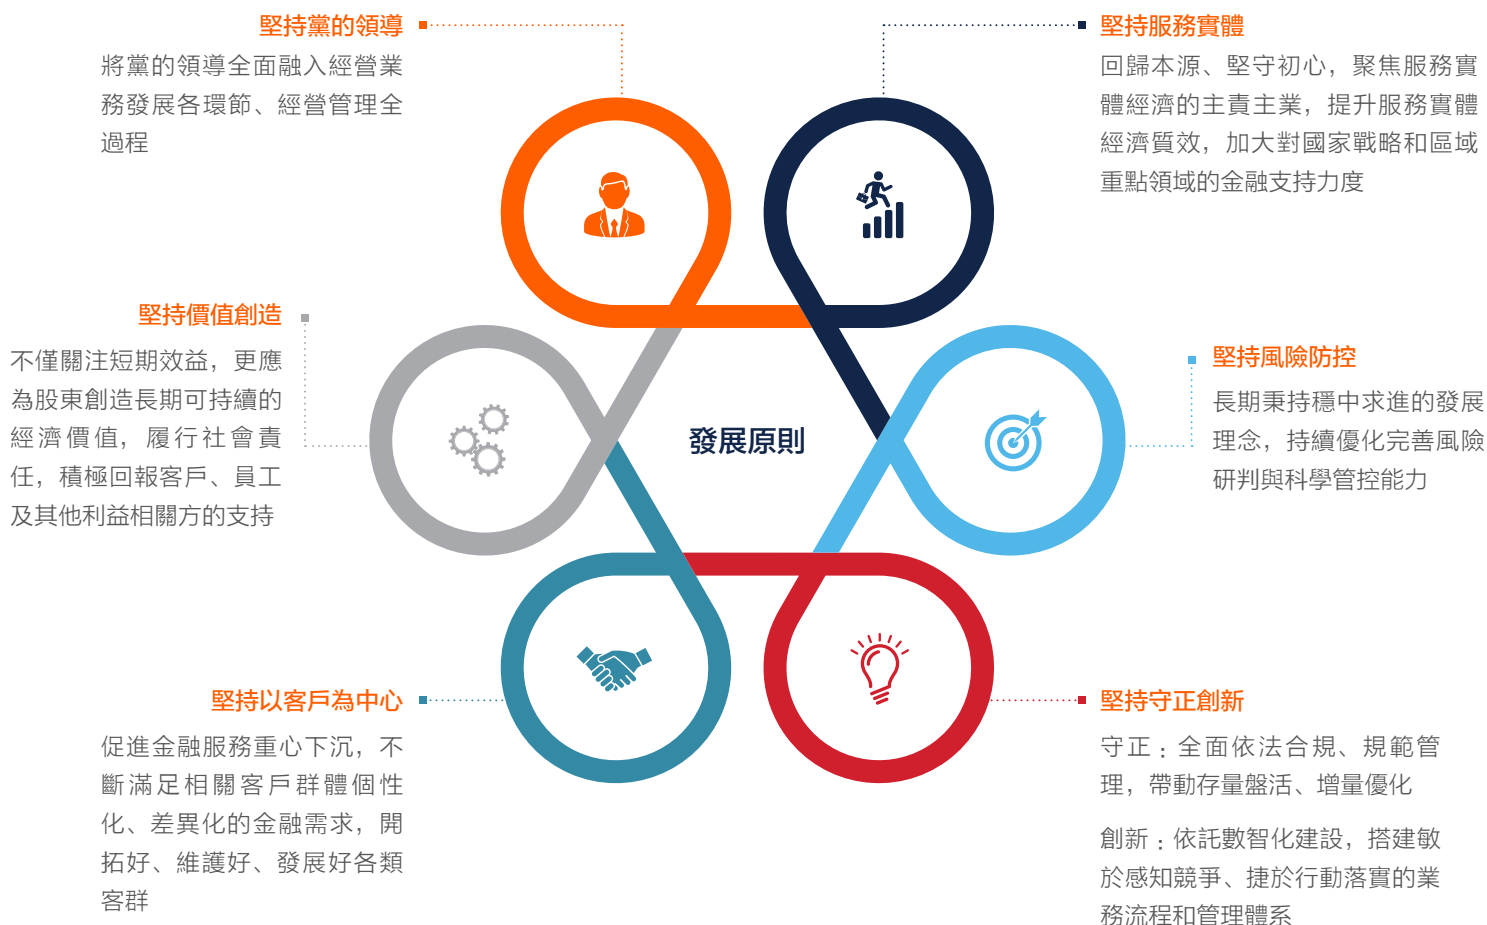 堅持黨的領導
將黨的領導全面融入經營業
務發展各環節、經營管理全
過程
堅持服務實體
回歸本源、堅守初心，聚焦服務實
體經濟的主責主業，提升服務實體
經濟質效，加大對國家戰略和區域
重點領域的金融支持力度
堅持價值創造
不僅關注短期效益，更應
為股東創造長期可持續的
經濟價值，履行社會責
任，積極回報客戶、員工
及其他利益相關方的支持
發展原則
堅持風險防控
長期秉持穩中求進的發展
理念，持續優化完善風險
研判與科學管控能力
堅持以客戶為中心
促進金融服務重心下沉，不
斷滿足相關客戶群體個性
化、差異化的金融需求，開
拓好、維護好、發展好各類
客群
堅持守正創新
守正：全面依法合規、規範管
理，帶動存量盤活、增量優化
創新：依託數智化建設，搭建敏
於感知競爭、捷於行動落實的業
務流程和管理體系